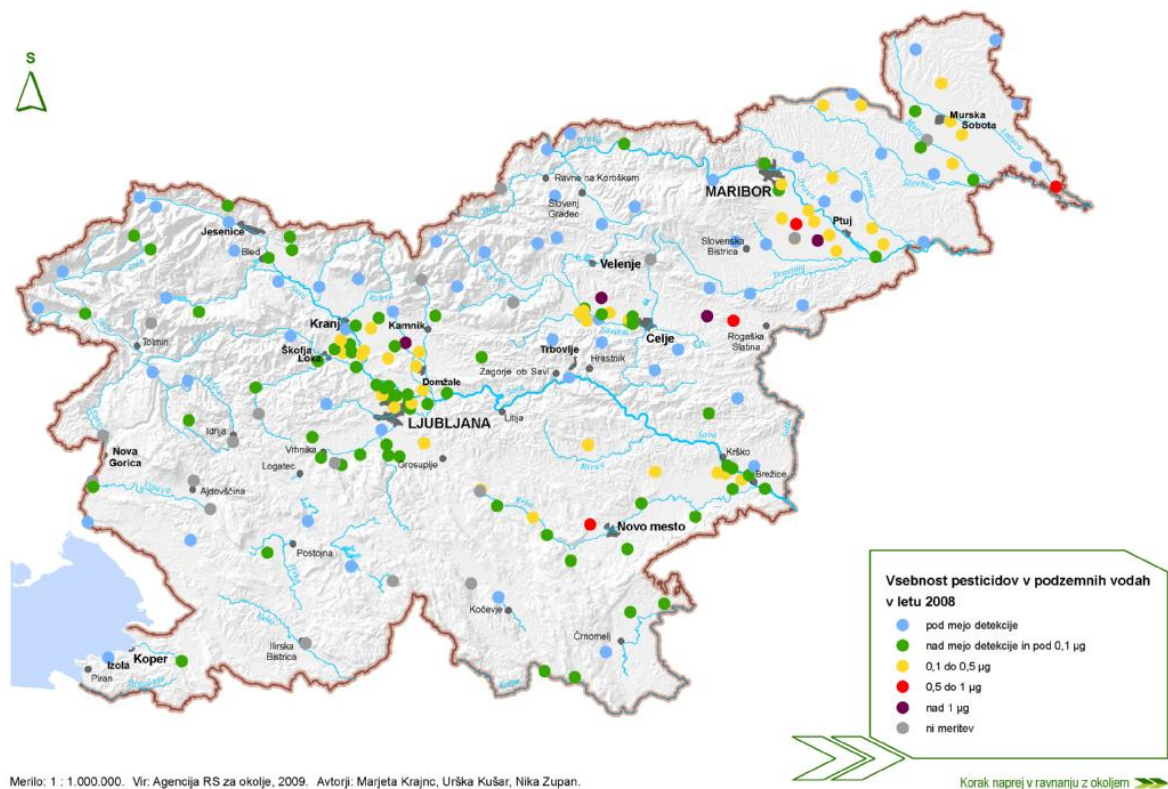 S
Murska
Sobota
MARIBOR
Ravne na Koroškem
Slovenj
Gradec
Ptuj
Jesenice
Bled
Slovenska
Bistrica
Velenje
Kranj
Kamnik
Celje
Rogaška
Slatina
Tolmin
Škofja
Loka
Trbovlje
Hrastnik
Zagorje ob Savi
Domžale
LJUBLJANA
Litija
Idrija
Vrhnika
Logatec
Grosuplje
Krško
Brežice
Nova
Gorica
Ajdovščina
Novo mesto
Postojna
Kočevje
Črnomelj
Ilirska
Bistrica
Izola
Koper
Piran
Vsebnost pesticidov v podzemnih vodah
v letu 2008
pod mejo detekcije
nad mejo detekcije in pod 0,1 µg
0,1 do 0,5 µg
0,5 do 1 µg
nad 1 µg
ni meritev
Merilo: 1 : 1.000.000. Vir: Agencija RS za okolje, 2009. Avtorji: Marjeta Krajnc, Urška Kušar, Nika Zupan.
Korak naprej v ravnanju z okoljem